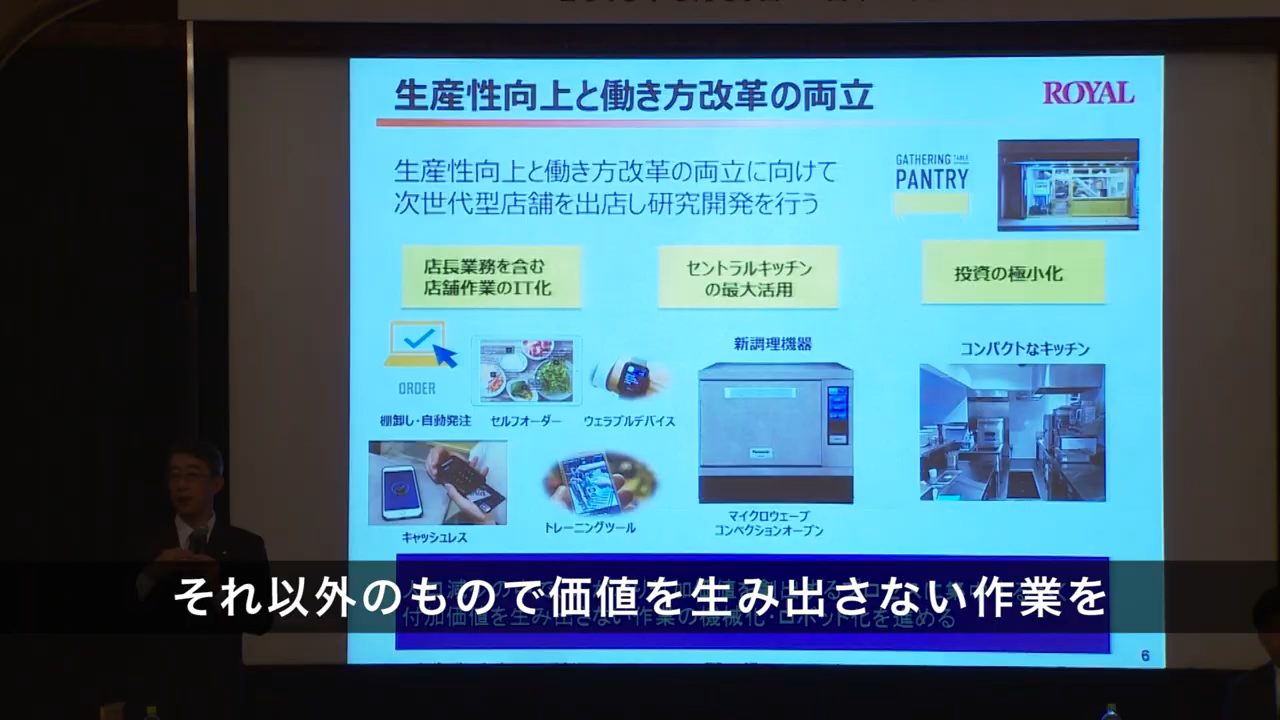 生産性向上と働き方改革の両立
ROYAL
生産性向上と働き方改革の両立に向けて
次世代型店舗を出店し研究開発を行う
GATHERING TABLE
PANTRY
店長業務を含む
店舗作業のIT化
セントラルキッチン
の最大活用
投資の極小化
ORDER
棚卸し・自動発注
セルフオーダー
ウェラブルデバイス
キャッシュレス
トレーニングツール
新調理機器
Panasonic
マイクロウェーブ
コンベクションオーブン
コンパクトなキッチン
付加価値を生み出さない作業の機械化・ロボット化を進める
それ以外のもので価値を生み出さない作業を
6